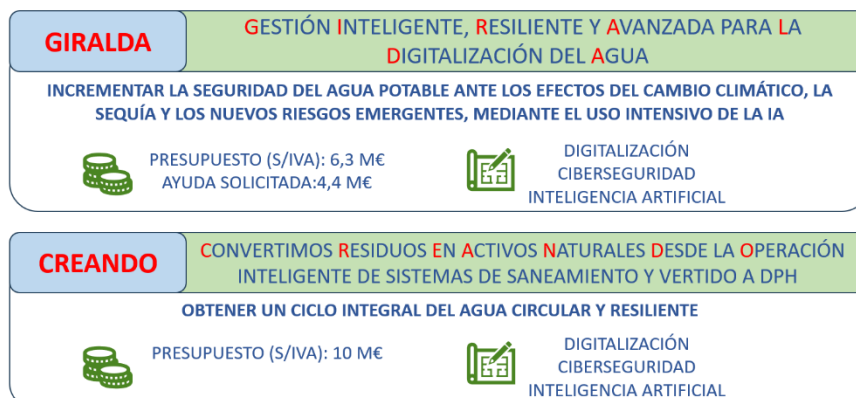 GIRALDA
GESTIÓN INTELIGENTE, RESILIENTE Y AVANZADA PARA LA
DIGITALIZACIÓN DEL AGUA
INCREMENTAR LA SEGURIDAD DEL AGUA POTABLE ANTE LOS EFECTOS DEL CAMBIO CLIMÁTICO, LA
SEQUÍA Y LOS NUEVOS RIESGOS EMERGENTES, MEDIANTE EL USO INTENSIVO DE LA IA
PRESUPUESTO (S/IVA): 6,3 M€
AYUDA SOLICITADA:4,4 M€
DIGITALIZACIÓN
CIBERSEGURIDAD
INTELIGENCIA ARTIFICIAL
CREANDO
CONVERTIMOS RESIDUOS EN ACTIVOS NATURALES DESDE LA OPERACIÓN
INTELIGENTE DE SISTEMAS DE SANEAMIENTO Y VERTIDO A DPH
OBTENER UN CICLO INTEGRAL DEL AGUA CIRCULAR Y RESILIENTE
PRESUPUESTO (S/IVA): 10 M€
DIGITALIZACIÓN
CIBERSEGURIDAD
INTELIGENCIA ARTIFICIAL